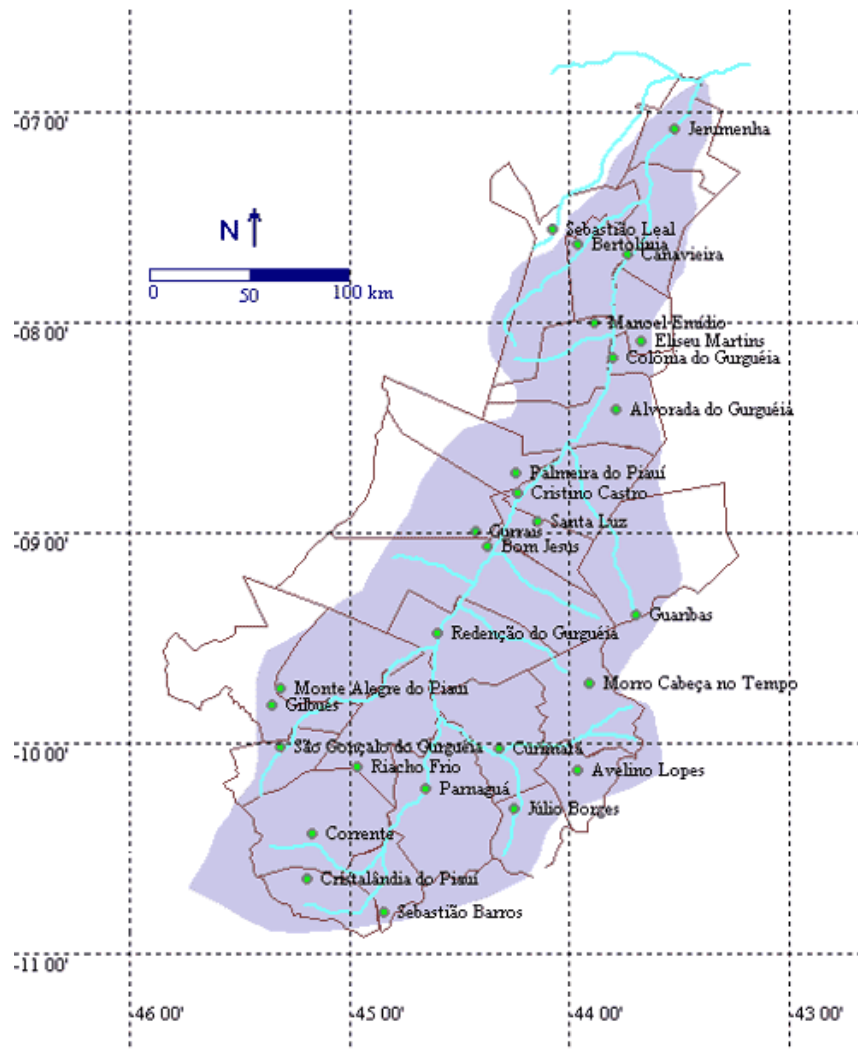 -07 00'
Jerumenha
N
Sebastião Leal
Bertolínia
Canavieira
0 50 100 km
-08 00'
Manoel Emídio
Eliseu Martins
Colônia do Gurguéia
Alvorada do Gurguéia
Palmeira do Piauí
Cristino Castro
Santa Luz
-09 00'
Currais
Bom Jesus
Guaribas
Redenção do Gurguéia
Monte Alegre do Piauí
Morro Cabeça no Tempo
Gilbués
-10 00'
São Gonçalo do Gurguéia
Curimatá
Riacho Frio
Avelino Lopes
Parnaguá
Júlio Borges
Corrente
Cristalândia do Piauí
Sebastião Barros
-11 00'
-46 00'
-45 00'
-44 00'
-43 00'